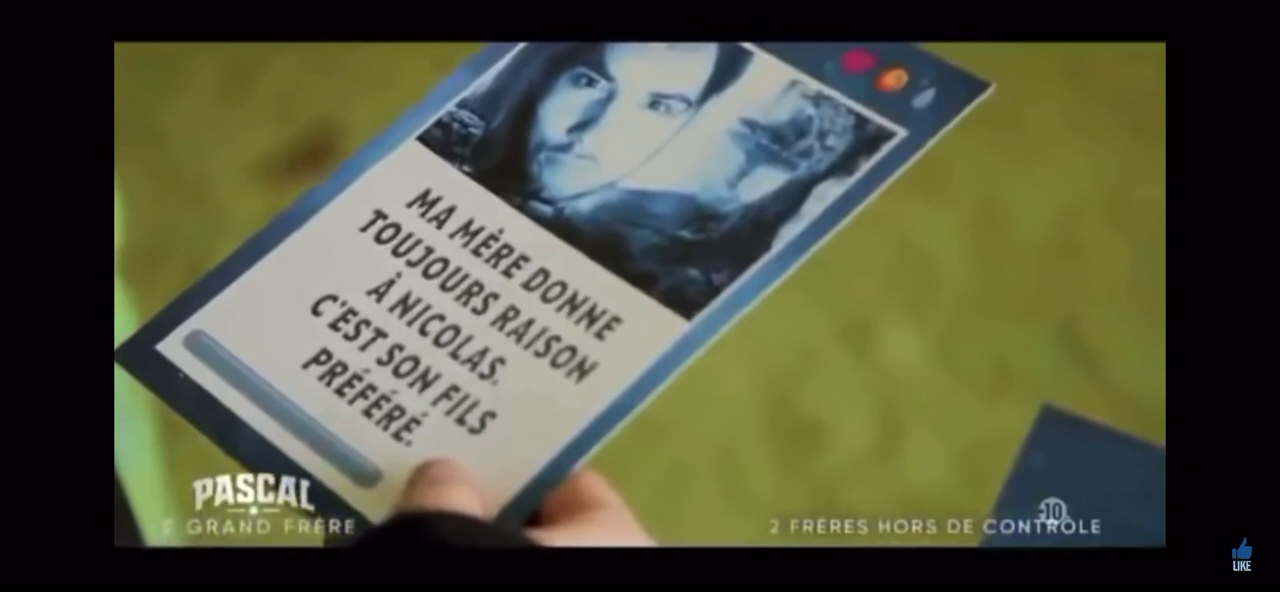 MA MÈRE DONNE
TOUJOURS RAISON
À NICOLAS.
C'EST SON FILS
PRÉFÉRÉ.
PASCAL
GRAND FRÈRE
2 FRÈRES HORS DE CONTRÔLE
-10
LIKE